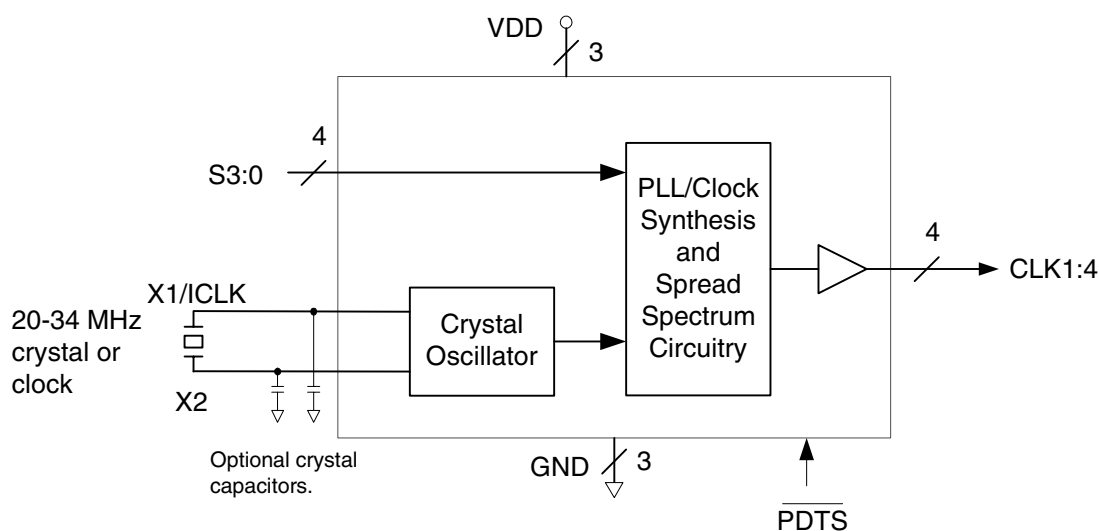 VDD
3
4
S3:0
PLL/Clock
Synthesis
and
Spread
Spectrum
Circuitry
4
CLK1:4
X1/ICLK
20-34 MHz
crystal or
clock
Crystal
Oscillator
X2
Optional crystal
capacitors.
GND
3
PDTS